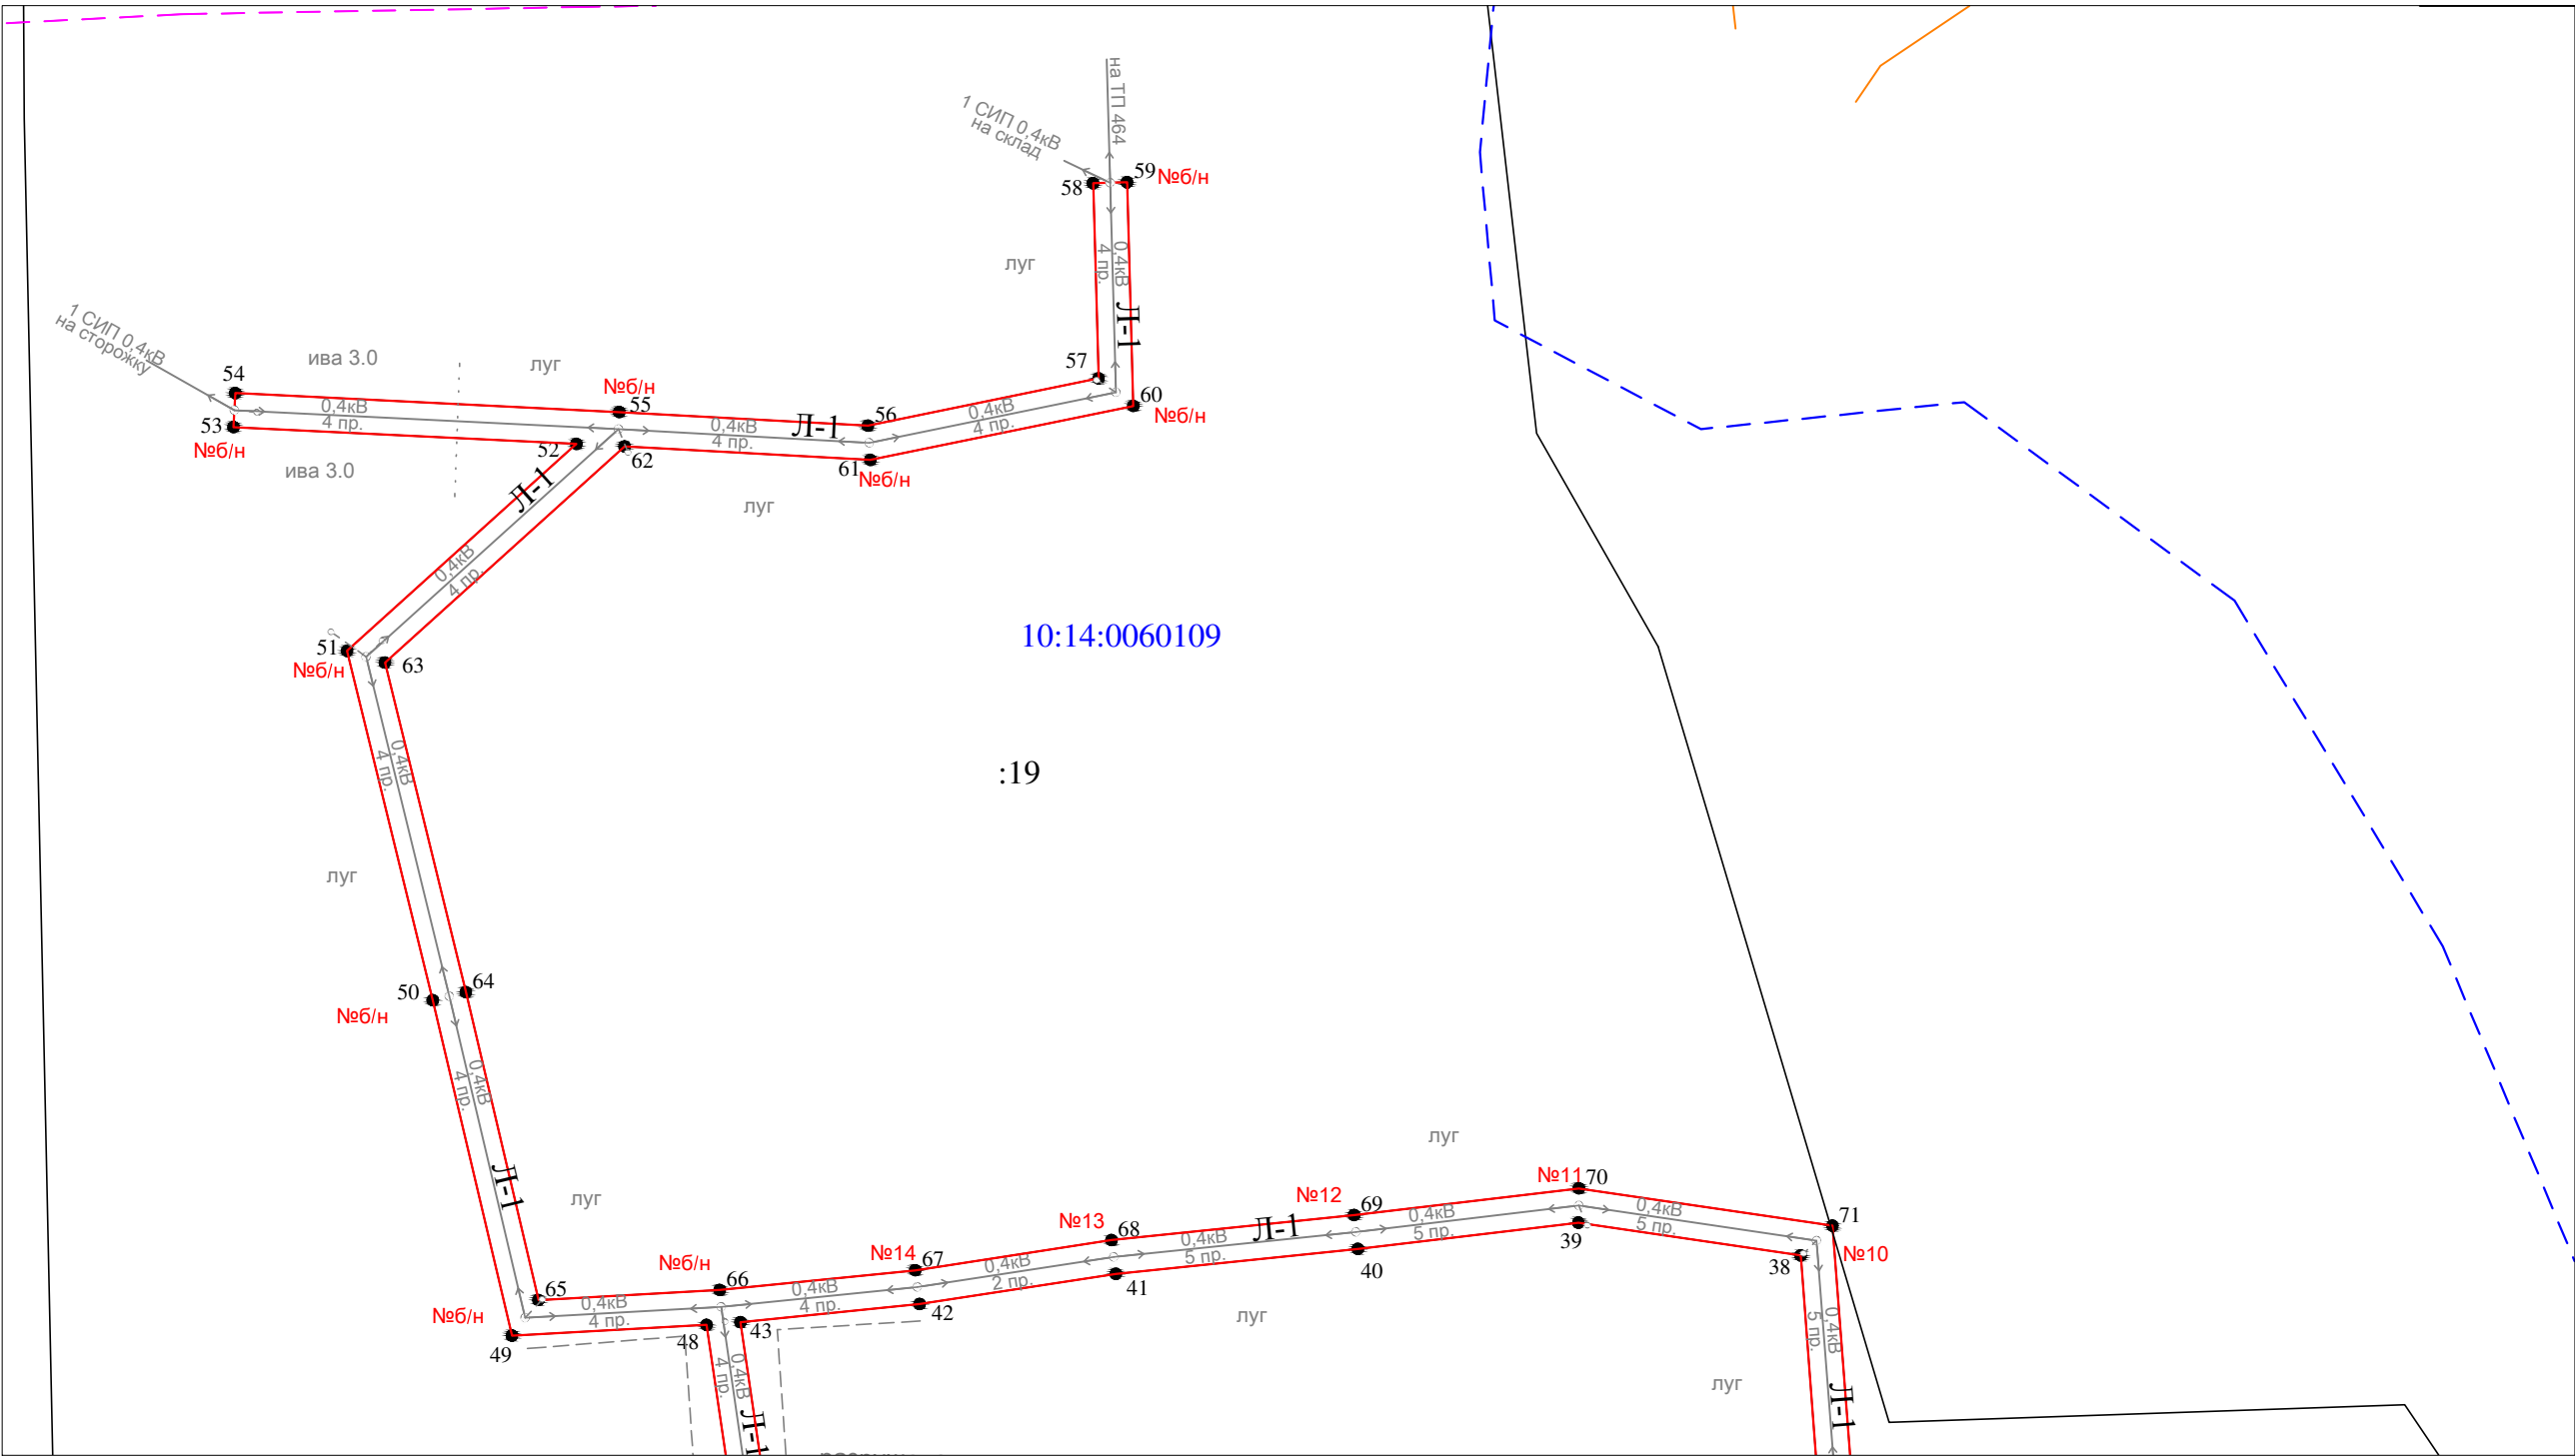 на ТП 464
1 СИП 0,4кВ
на склад
59
№б/н
58
луг
4 пр.
0,4кВ
Л-1
1 СИП 0,4кВ
на сторожку
ива 3.0
луг
54
57
№б/н
55
60
№б/н
0,4кВ
4 пр.
53
№б/н
ива 3.0
52
62
0,4кВ
4 пр.
Л-1
56
61
№б/н
0,4кВ
4 пр.
Л-1
луг
0,4кВ
4 пр.
51
№б/н
63
10:14:0060109
:19
4 пр.
0,4кВ
луг
50
64
№б/н
4 пр.
0,4кВ
Л-1
луг
луг
№11
70
№12
69
№13
68
71
№10
39
38
40
0,4кВ
5 пр.
0,4кВ
5 пр.
0,4кВ
5 пр.
Л-1
№14
67
0,4кВ
2 пр.
41
№б/н
66
0,4кВ
4 пр.
42
65
№б/н
0,4кВ
4 пр.
49
48
43
луг
луг
4 пр.
0,4кВ
Л-1
5 пр.
0,4кВ
Л-1